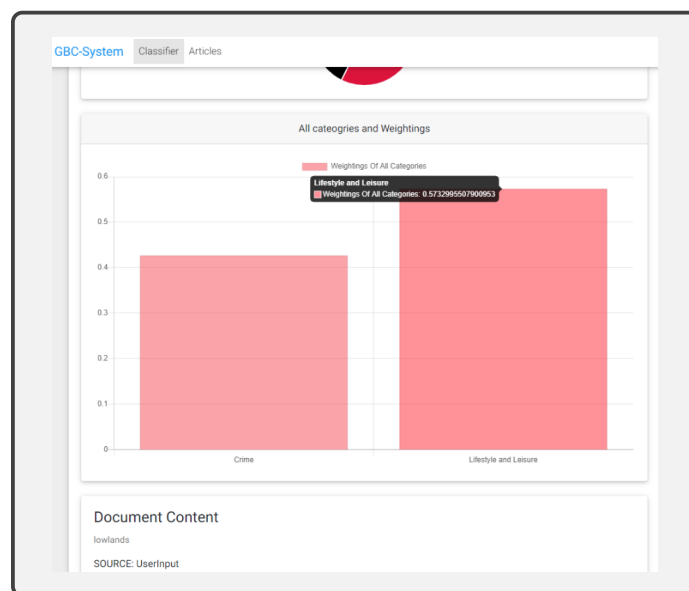 GBC-System Classifier Articles
All cateogries and Weightings
Weightings Of All Categories
Lifestyle and Leisure
Weightings Of All Categories: 0.5732995507900953
0.6
0.5
0.4
0.3
0.2
0.1
0
Crime Lifestyle and Leisure
Document Content
lowlands
SOURCE: UserInput